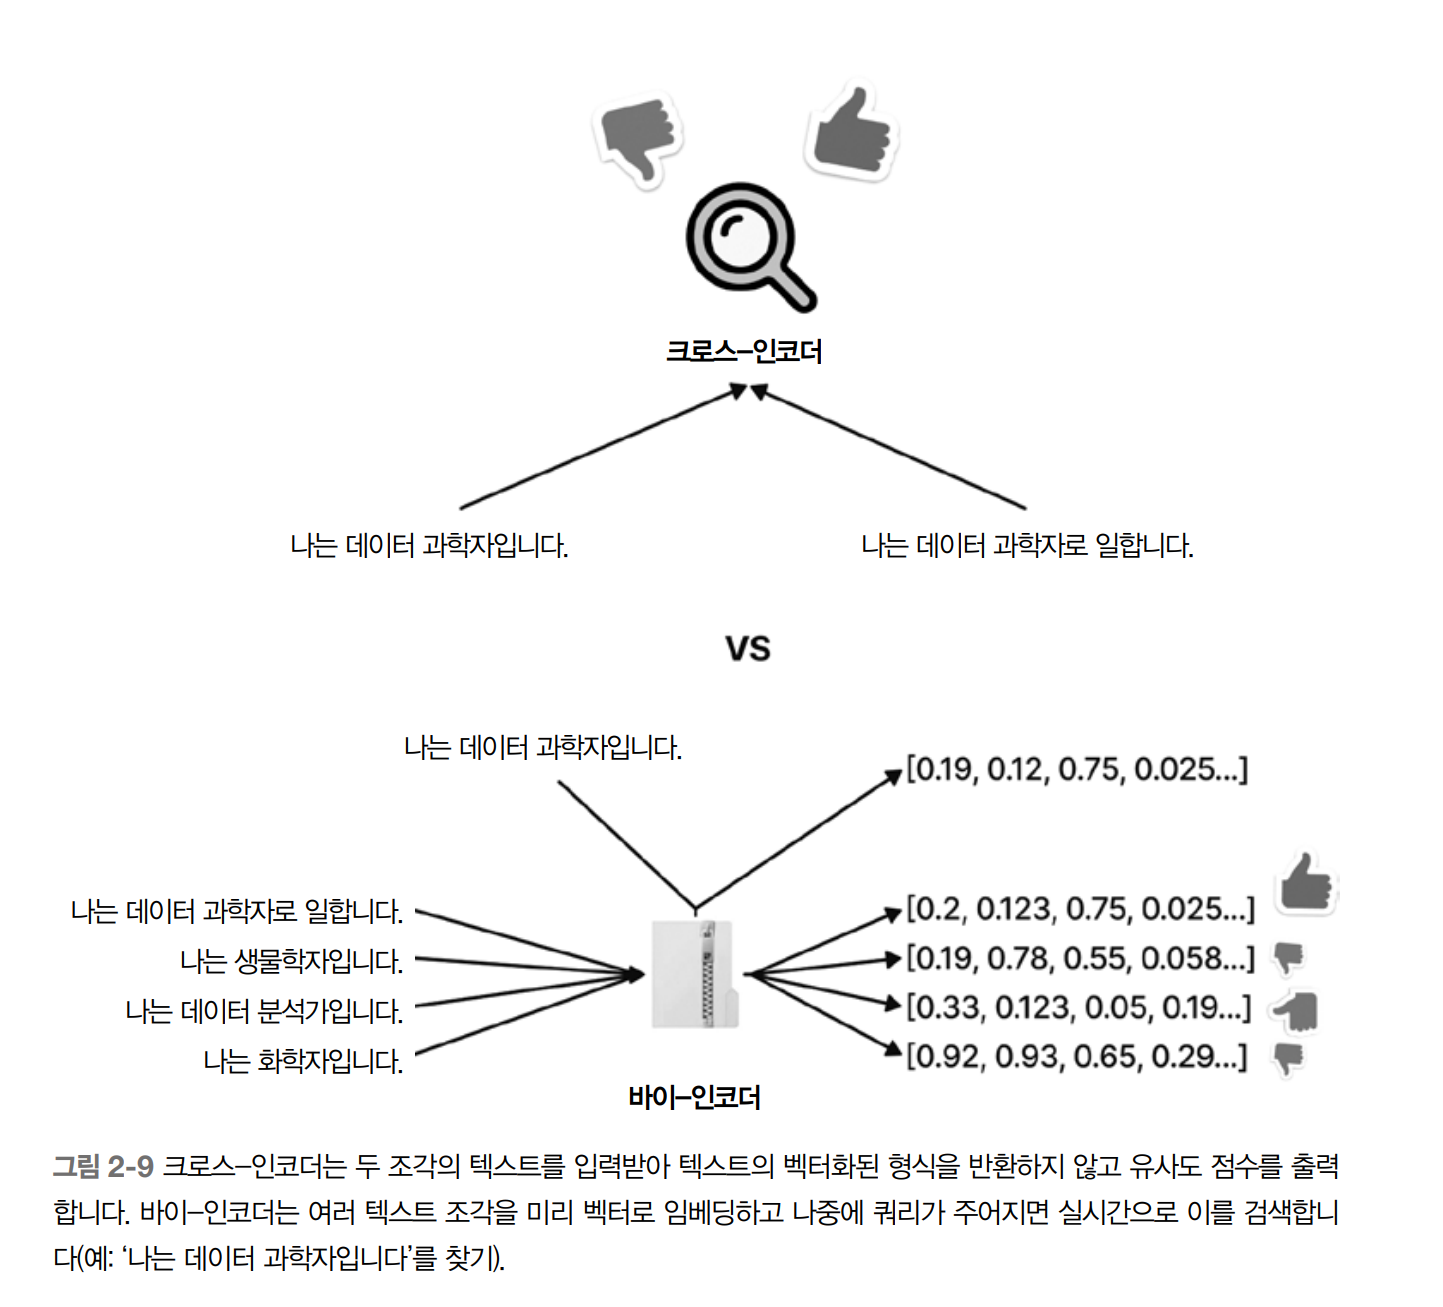 크로스–인코더
나는 데이터 과학자입니다.
나는 데이터 과학자로 일합니다.
VS
나는 데이터 과학자입니다.
[0.19, 0.12, 0.75, 0.025...]
나는 데이터 과학자로 일합니다.
나는 생물학자입니다.
나는 데이터 분석가입니다.
나는 화학자입니다.
[0.2, 0.123, 0.75, 0.025...]
[0.19, 0.78, 0.55, 0.058...]
[0.33, 0.123, 0.05, 0.19...]
[0.92, 0.93, 0.65, 0.29...]
바이–인코더
그림 2-9 크로스–인코더는 두 조각의 텍스트를 입력받아 텍스트의 벡터화된 형식을 반환하지 않고 유사도 점수를 출력
합니다. 바이–인코더는 여러 텍스트 조각을 미리 벡터로 임베딩하고 나중에 쿼리가 주어지면 실시간으로 이를 검색합니
다(예: ‘나는 데이터 과학자입니다’를 찾기).